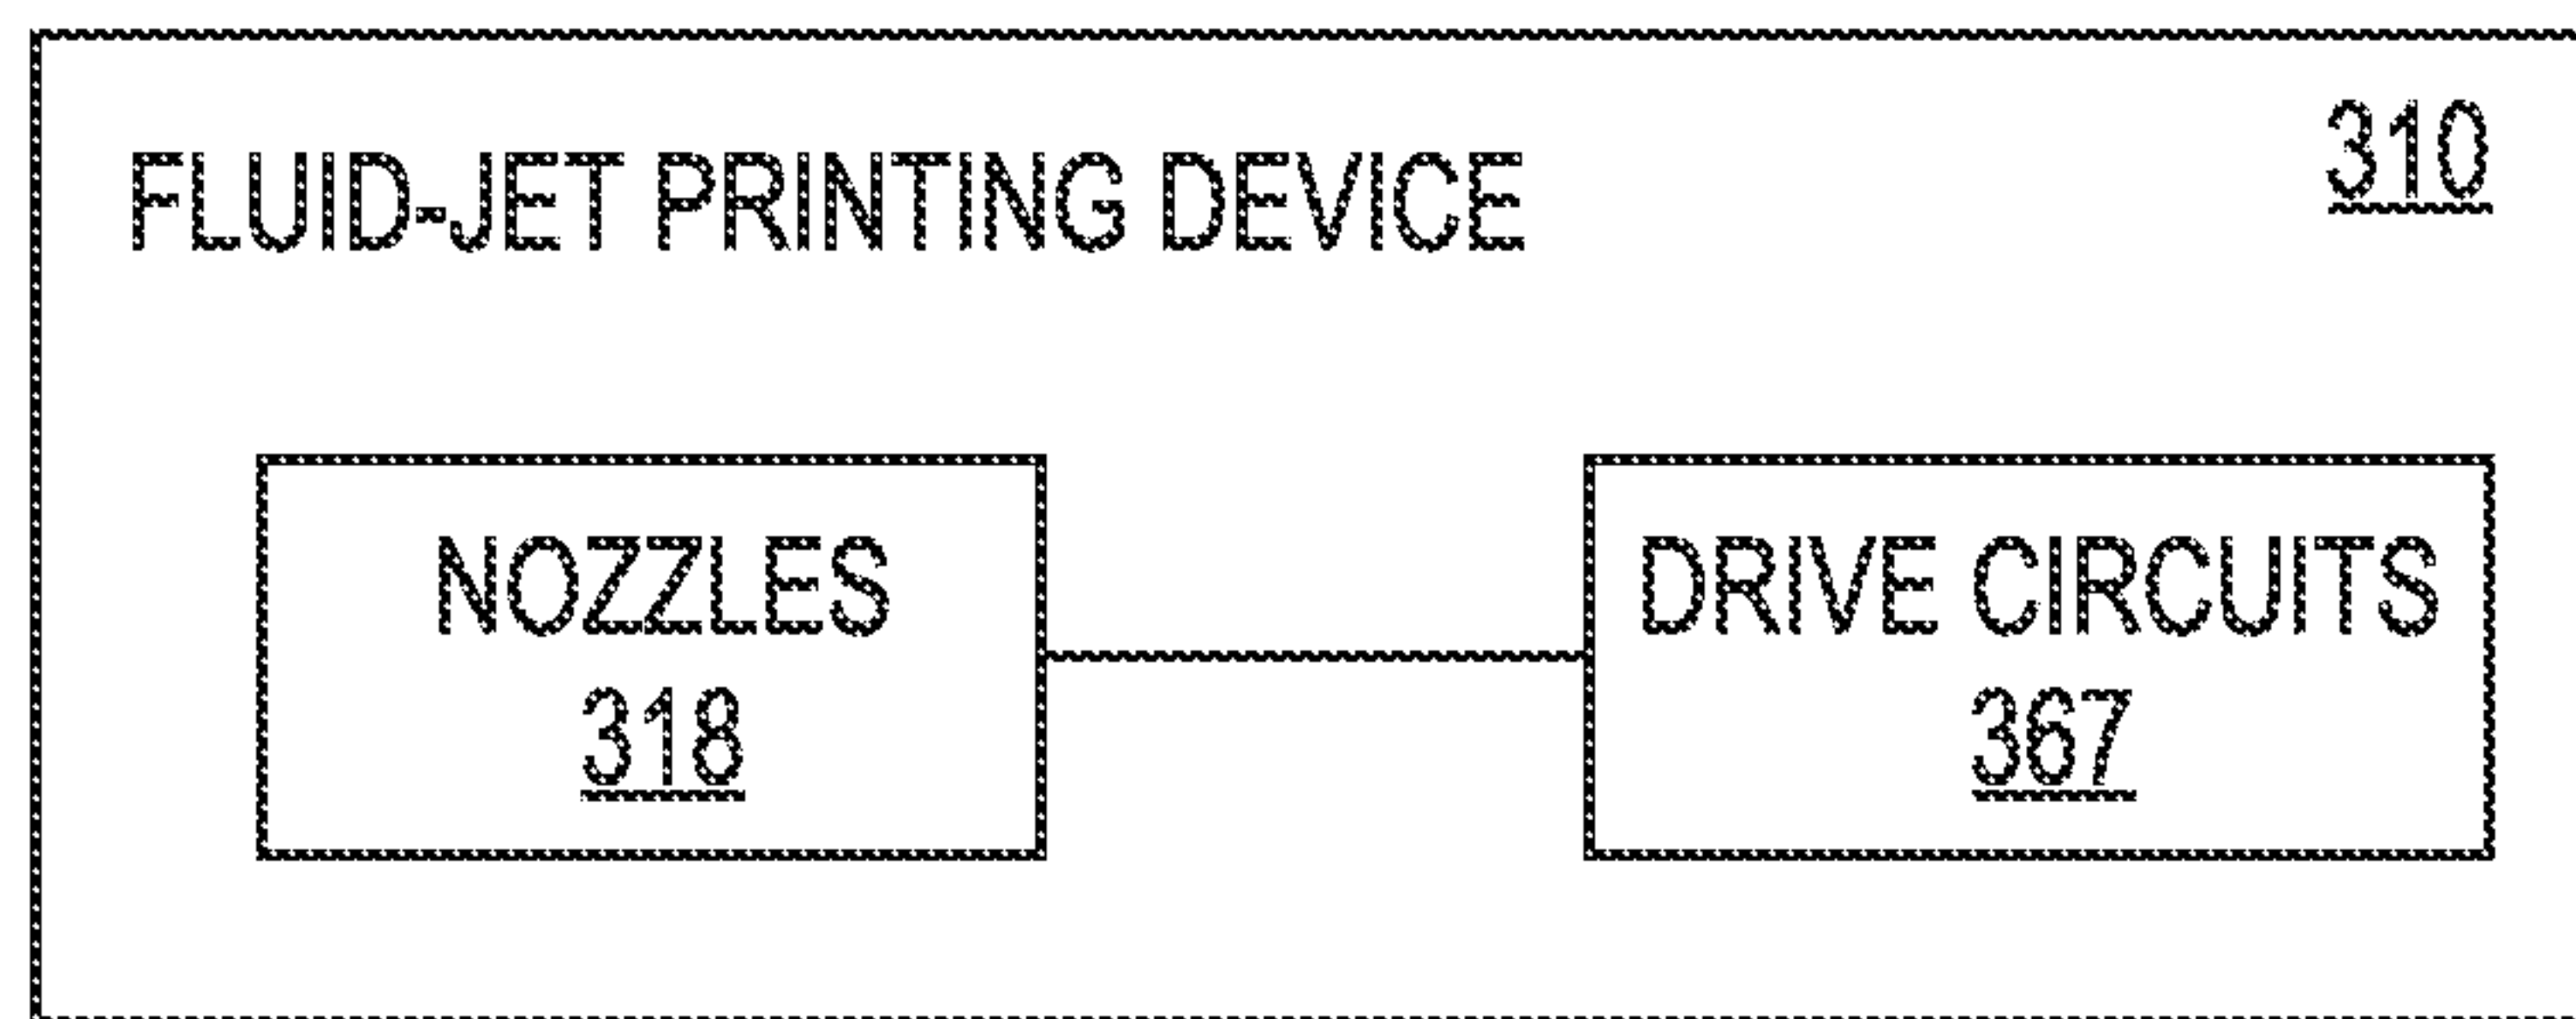 310
FLUID-JET PRINTING DEVICE
NOZZLES
318
DRIVE CIRCUITS
367